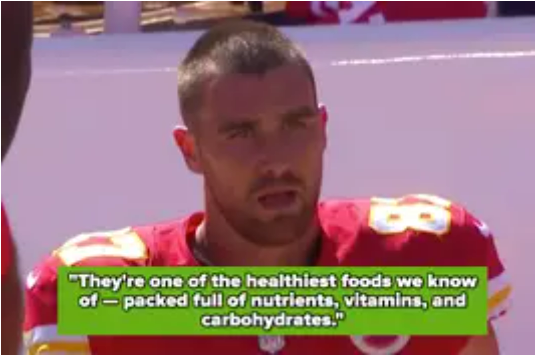 "They're one of the healthiest foods we know
of — packed full of nutrients, vitamins, and
carbohydrates."